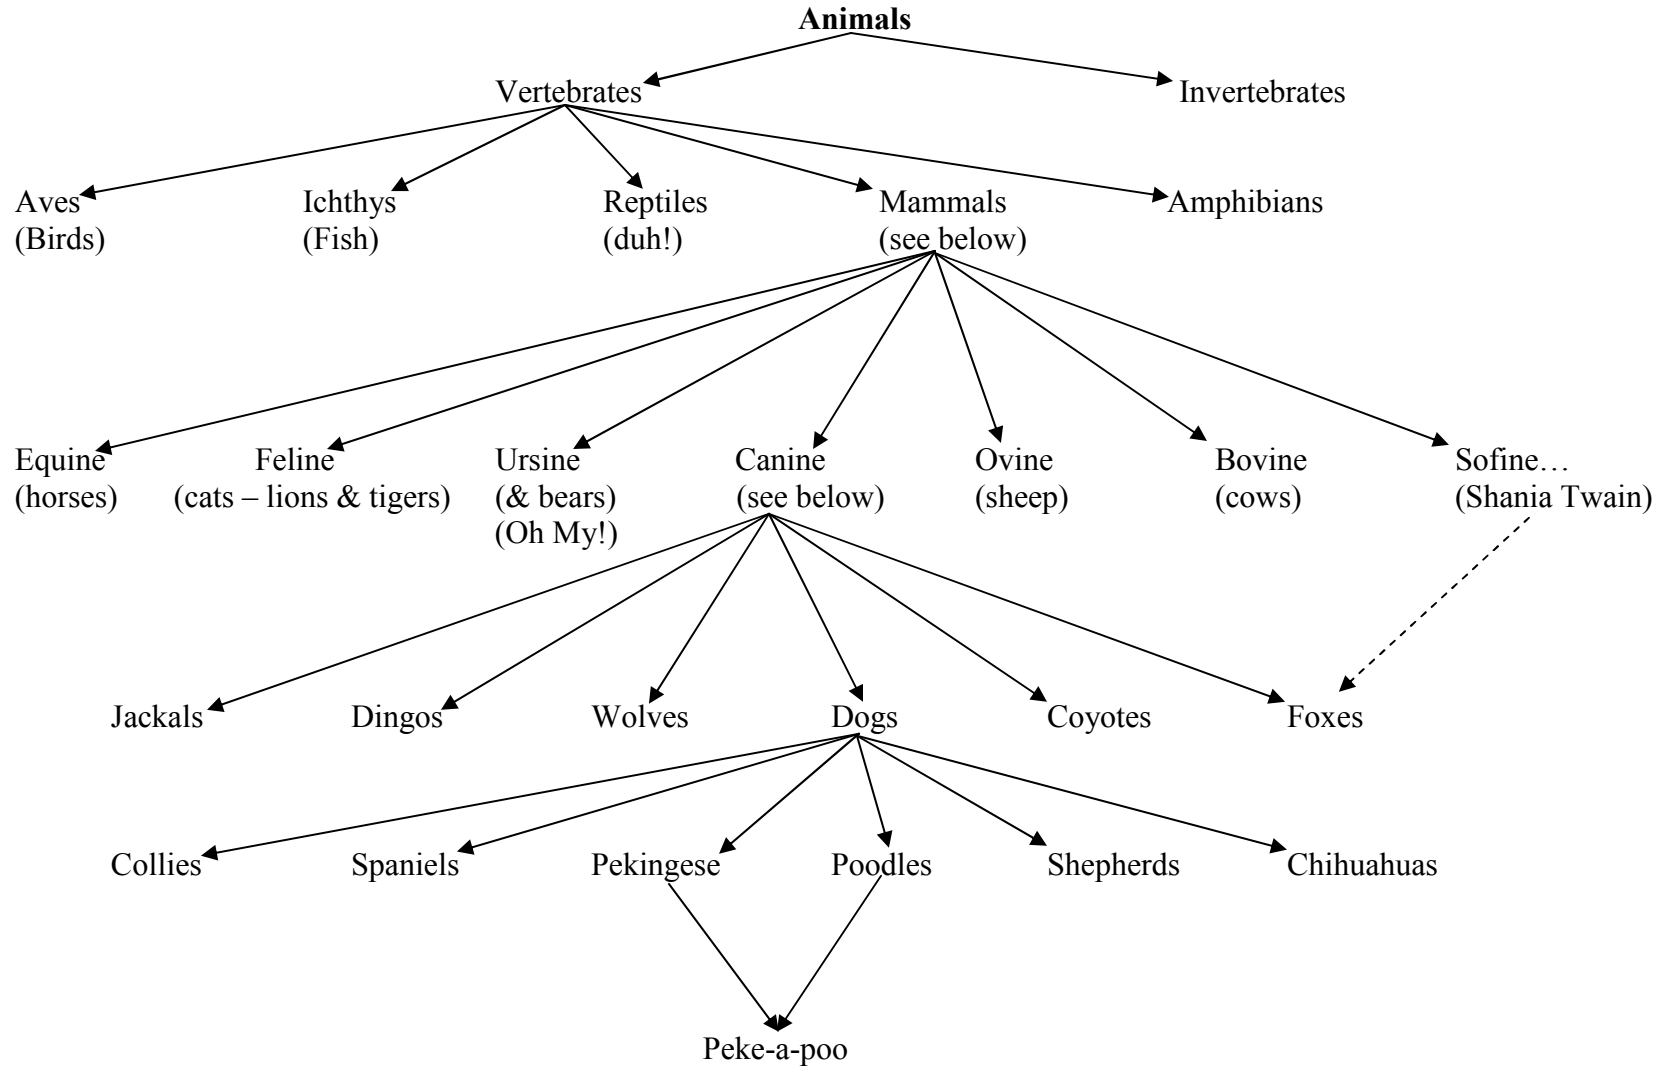 Animals
Vertebrates Invertebrates
Aves Ichthys Reptiles Mammals Amphibians
(Birds) (Fish) (duh!) (see below)
Equine Feline Ursine Canine Ovine Bovine Sofine…
(horses) (cats – lions & tigers) (& bears) (see below) (sheep) (cows) (Shania Twain)
(Oh My!)
Jackals Dingos Wolves Dogs Coyotes Foxes
Collies Spaniels Pekingese Poodles Shepherds Chihuahuas
Peke-a-poo